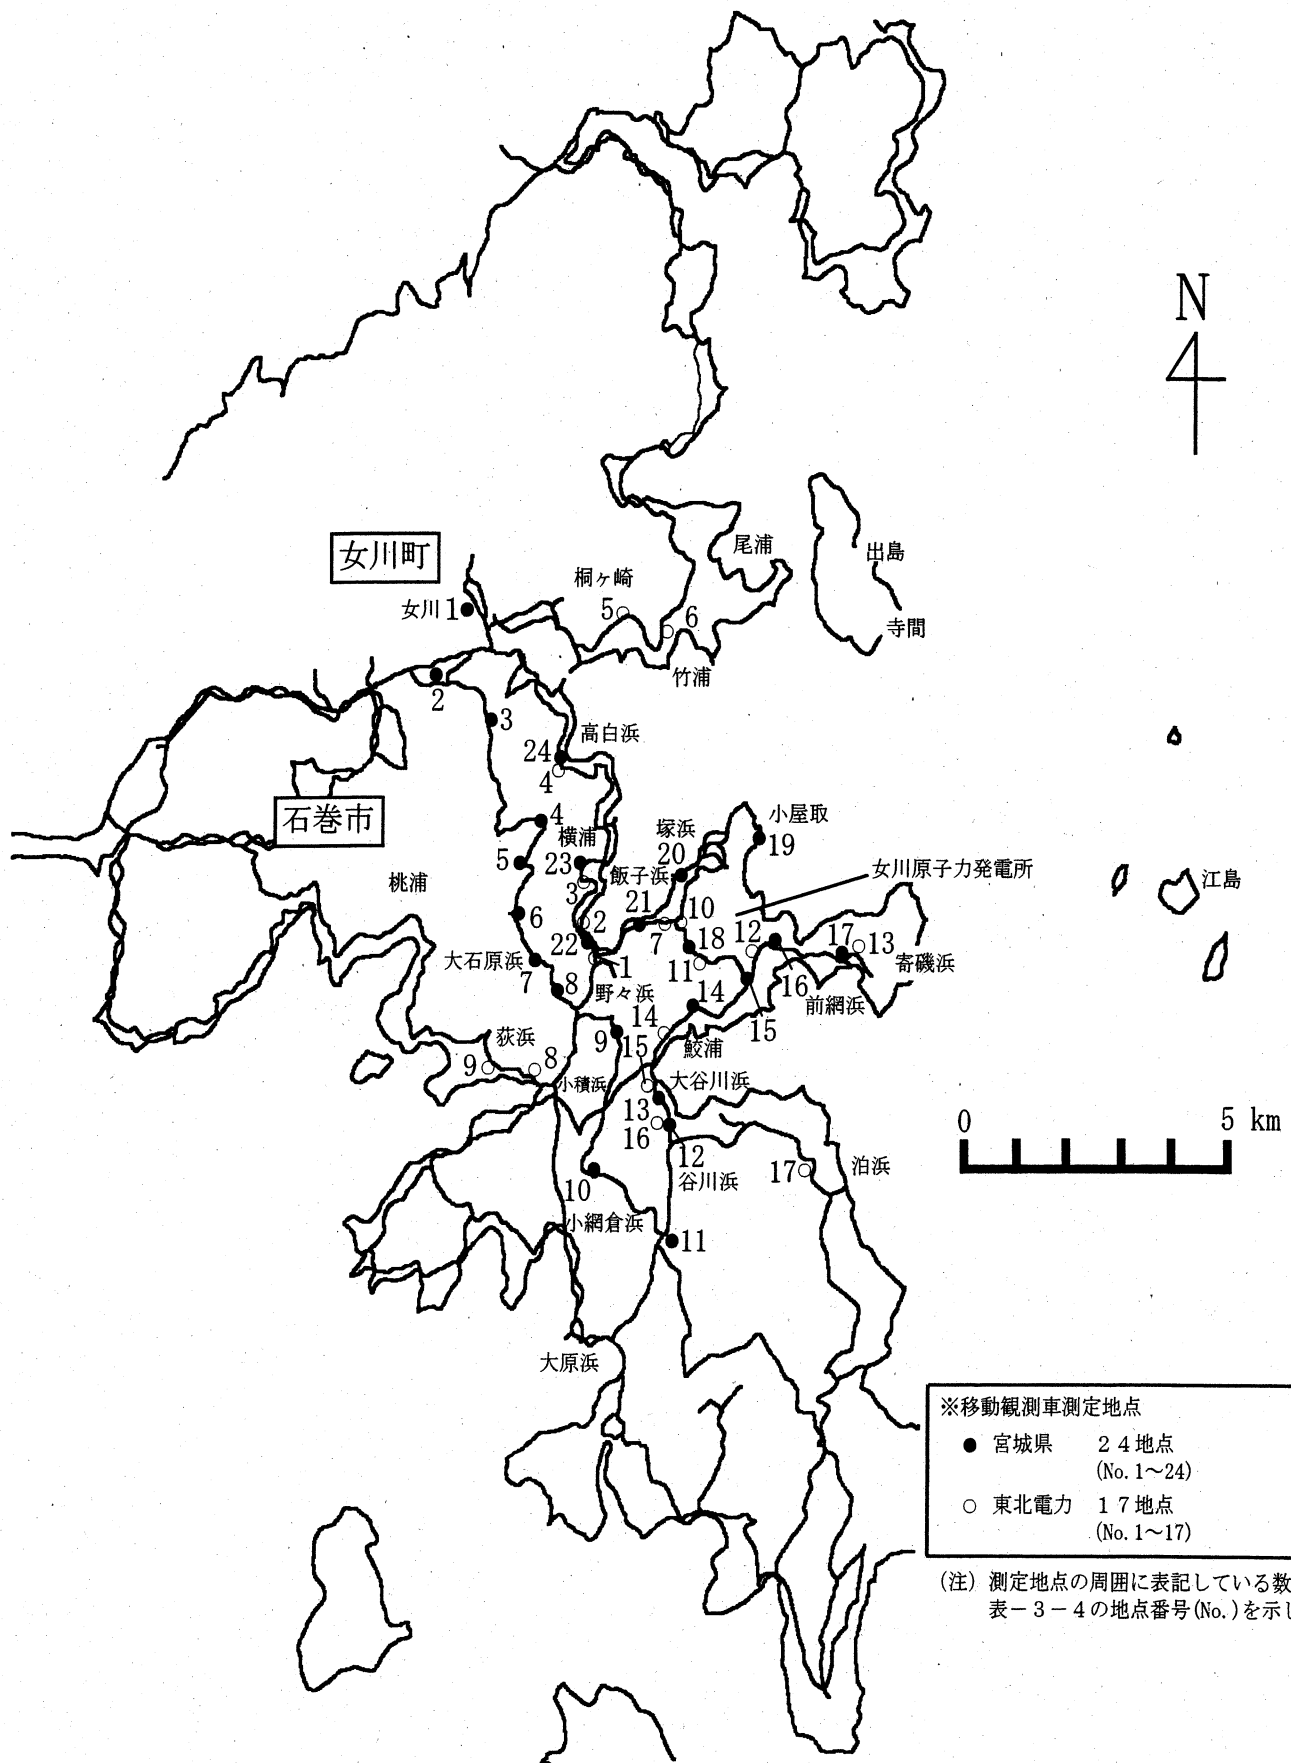 N
女川町
尾浦
出島
桐ヶ崎
女川 1
5
6
寺間
竹浦
2
3
高白浜
24
4
石巻市
4
小屋取
横浦
塚浜
19
5
23
20
女川原子力発電所
桃浦
3
飯子浜
江島
6
21
10
2
7
18
12
17
13
22
大石原浜
11
寄磯浜
1
16
7
8
野々浜
14
前網浜
15
荻浜
9
14
鮫浦
15
9
8
小積浜
大谷川浜
13
0
5 km
16
12
10
谷川浜
17
泊浜
小網倉浜
11
大原浜
※移動観測車測定地点
● 宮城県 24地点
(No.1～24)
○ 東北電力 17地点
(No.1～17)
(注) 測定地点の周囲に表記している数
表－3－4の地点番号(No.)を示し